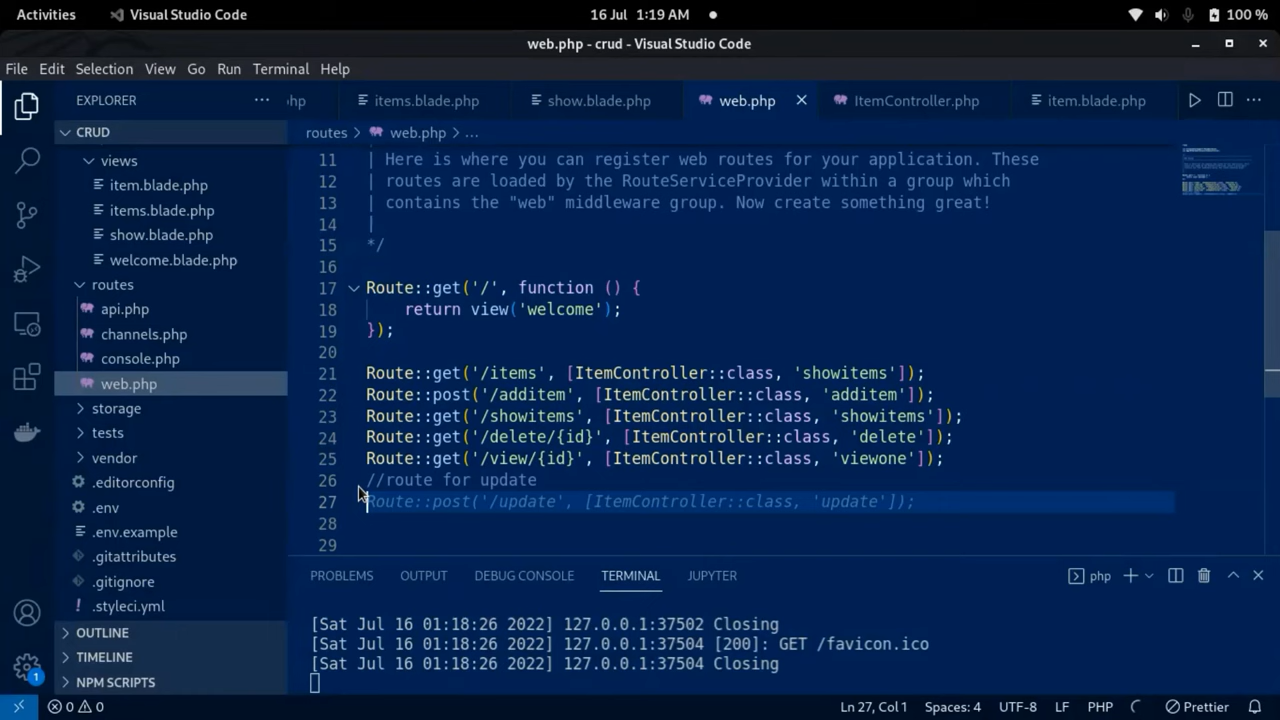 Activities
Visual Studio Code
16 Jul 1:19 AM
100 %
web.php - crud - Visual Studio Code
File Edit Selection View Go Run Terminal Help
EXPLORER
hp
items.blade.php
show.blade.php
web.php
ItemController.php
item.blade.php
CRUD
routes > web.php > ...
views
item.blade.php
items.blade.php
show.blade.php
welcome.blade.php
routes
api.php
channels.php
console.php
web.php
storage
tests
vendor
.editorconfig
.env
.env.example
.gitattributes
.gitignore
.styleci.yml
OUTLINE
TIMELINE
NPM SCRIPTS
11 | Here is where you can register web routes for your application. These
12 | routes are loaded by the RouteServiceProvider within a group which
13 | contains the "web" middleware group. Now create something great!
14 |
15 */
16
17 Route::get('/', function () {
18 return view('welcome');
19 });
20
21 Route::get('/items', [ItemController::class, 'showitems']);
22 Route::post('/additem', [ItemController::class, 'additem']);
23 Route::get('/showitems', [ItemController::class, 'showitems']);
24 Route::get('/delete/{id}', [ItemController::class, 'delete']);
25 Route::get('/view/{id}', [ItemController::class, 'viewone']);
26 //route for update
27 Route::post('/update', [ItemController::class, 'update']);
28
29
PROBLEMS OUTPUT DEBUG CONSOLE TERMINAL JUPYTER
php
[Sat Jul 16 01:18:26 2022] 127.0.0.1:37502 Closing
[Sat Jul 16 01:18:26 2022] 127.0.0.1:37504 [200]: GET /favicon.ico
[Sat Jul 16 01:18:26 2022] 127.0.0.1:37504 Closing
1
0 0
Ln 27, Col 1 Spaces: 4 UTF-8 LF PHP Prettier